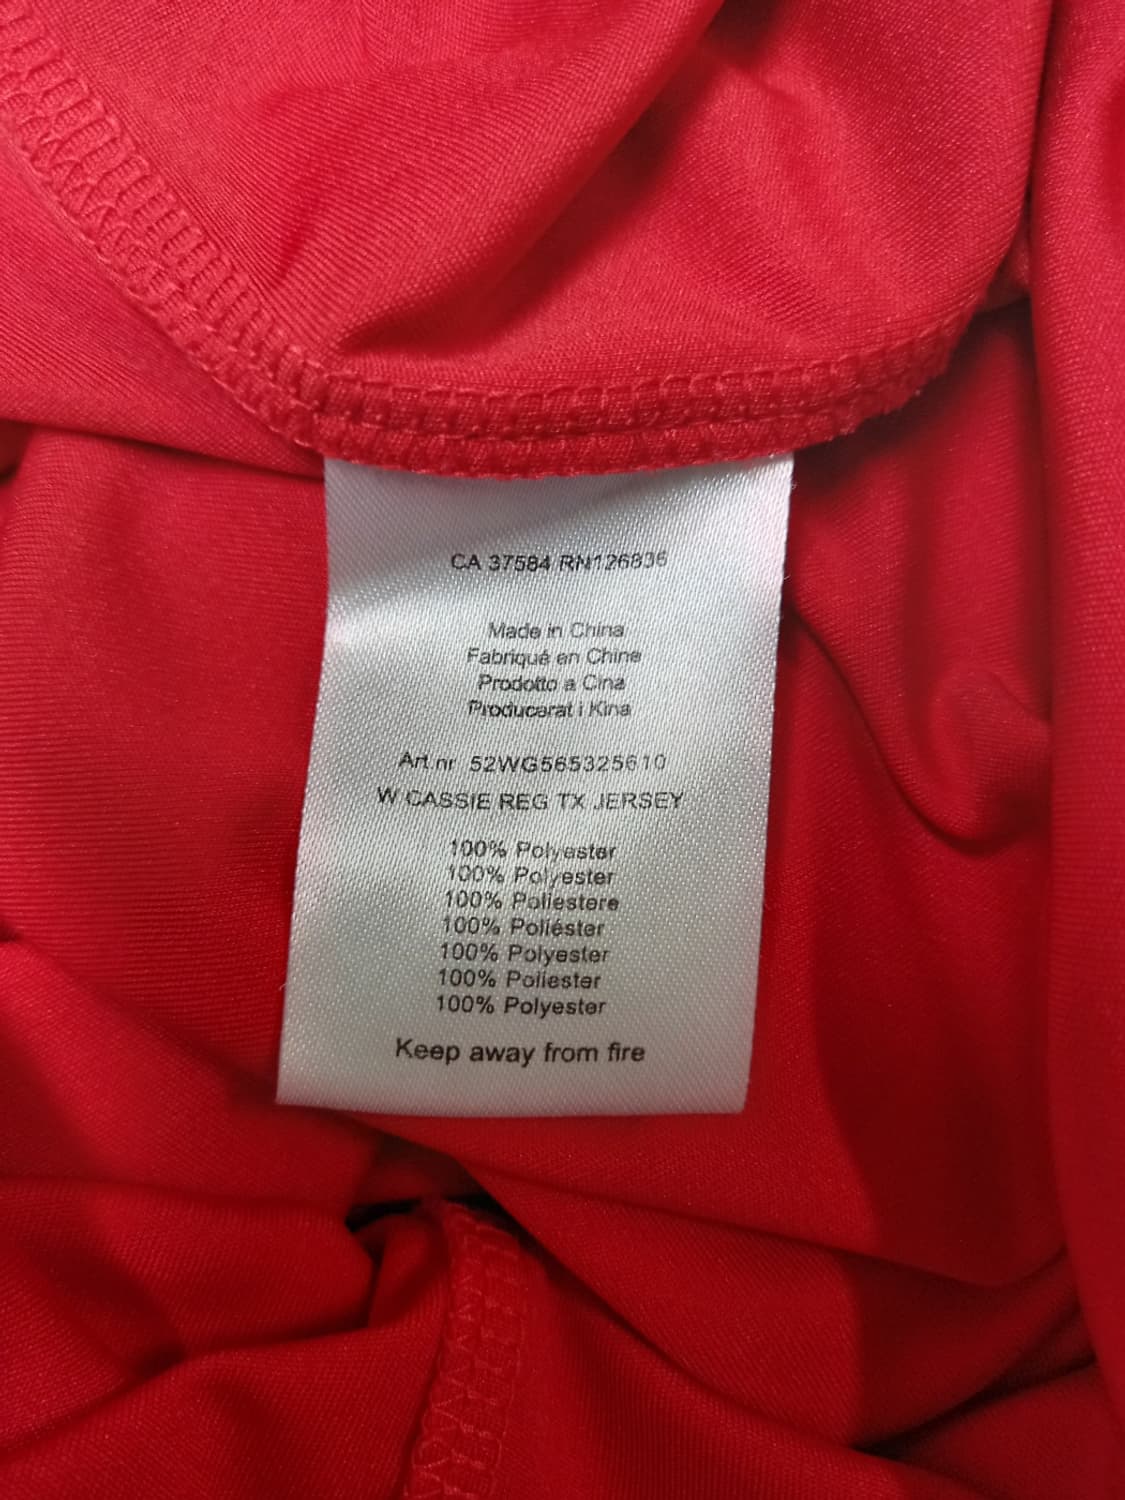 CA 37584 RN126836
Made in China
Fabriqué en Chine
Prodotto a Cina
Producerat i Kina
Art.nr 52WG565325610
W CASSIE REG TX JERSEY
100% Polyester
100% Polyester
100% Poliestere
100% Poliéster
100% Polyester
100% Poliester
100% Polyester
Keep away from fire